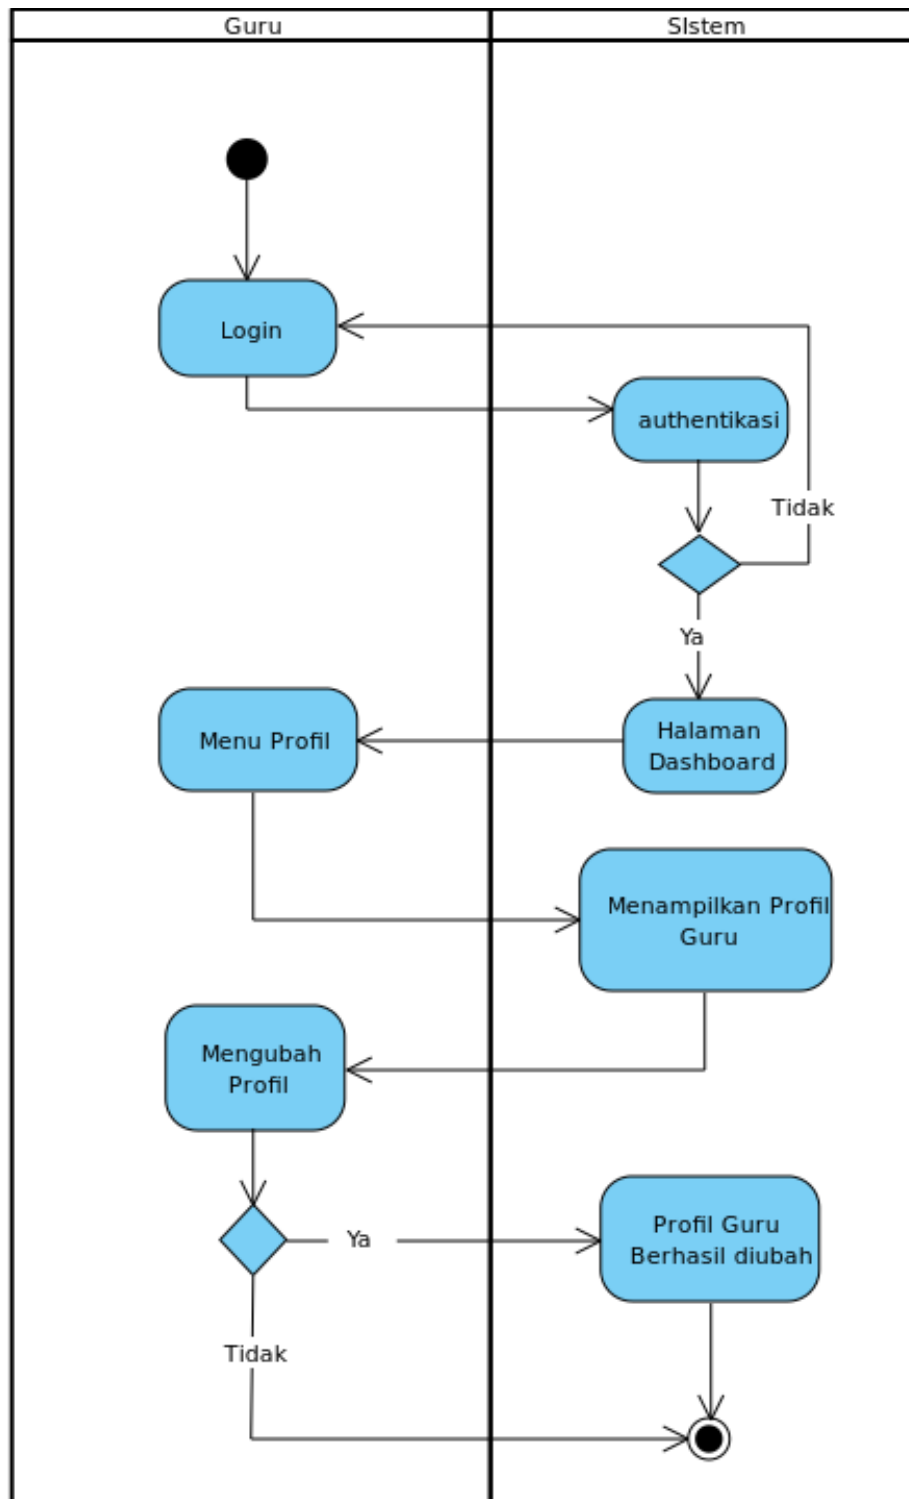 Guru
SIstem
Login
authentikasi
Tidak
Ya
Halaman
Dashboard
Menu Profil
Menampilkan Profil
Guru
Mengubah
Profil
Profil Guru
Berhasil diubah
Ya
Tidak